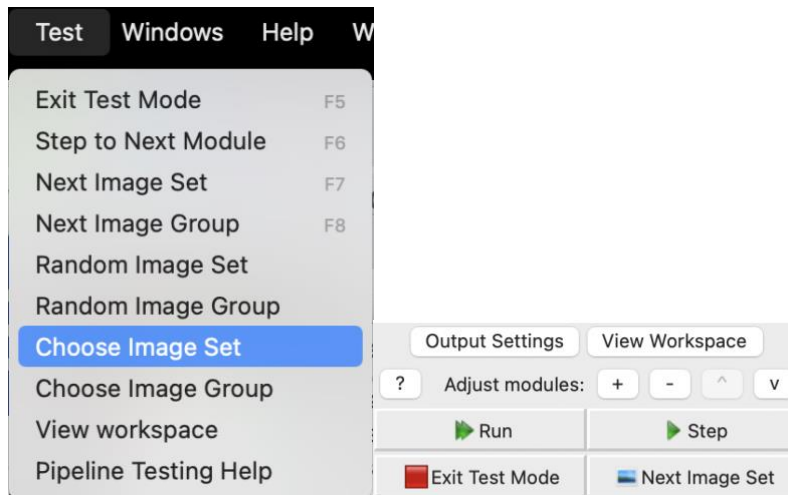 Test Windows Help W
Exit Test Mode F5
Step to Next Module F6
Next Image Set F7
Next Image Group F8
Random Image Set
Random Image Group
Choose Image Set
Choose Image Group
View workspace
Pipeline Testing Help
Output Settings View Workspace
? Adjust modules: + - ^ v
Run Step
Exit Test Mode Next Image Set